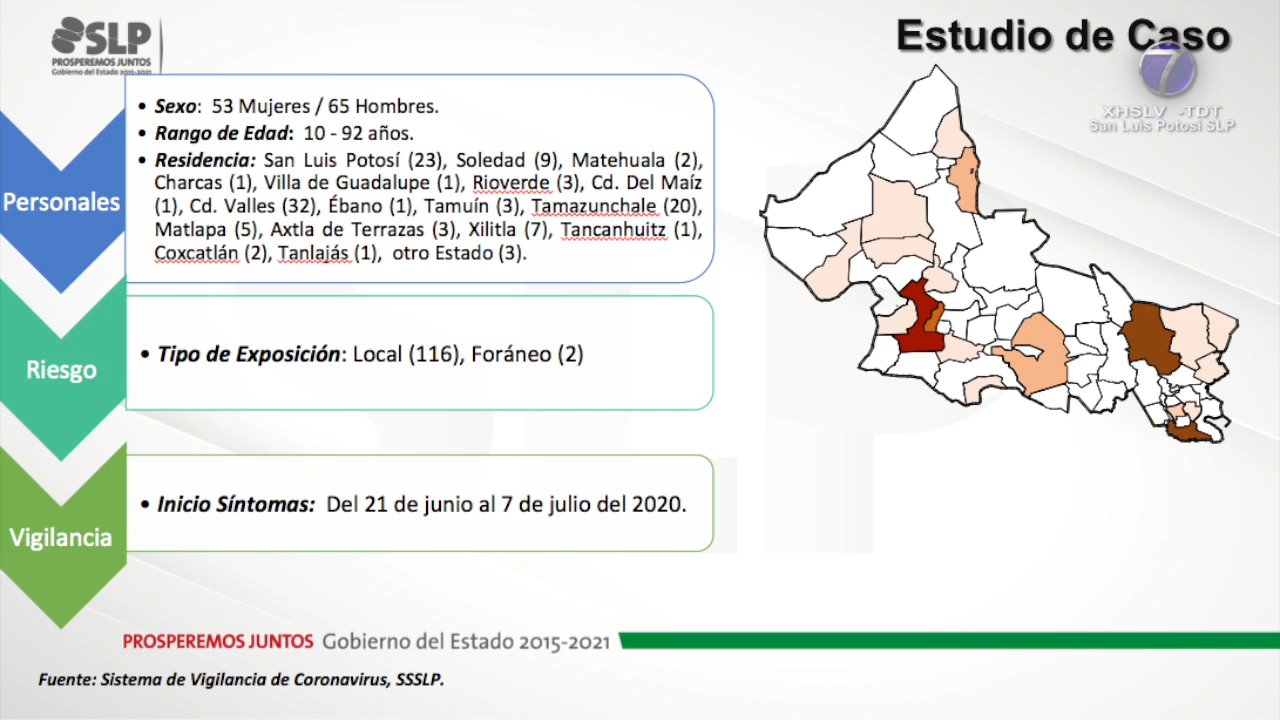 SLP
PROSPEREMOS JUNTOS
Gobierno del Estado 2015-2021
Estudio de Caso
7
XHSLV -TDT
San Luis Potosí SLP
Personales
• Sexo: 53 Mujeres / 65 Hombres.
• Rango de Edad: 10 - 92 años.
• Residencia: San Luis Potosí (23), Soledad (9), Matehuala (2),
Charcas (1), Villa de Guadalupe (1), Rioverde (3), Cd. Del Maíz
(1), Cd. Valles (32), Ébano (1), Tamuín (3), Tamazunchale (20),
Matlapa (5), Axtla de Terrazas (3), Xilitla (7), Tancanhuitz (1),
Coxcatlán (2), Tanlajás (1), otro Estado (3).
Riesgo
• Tipo de Exposición: Local (116), Foráneo (2)
Vigilancia
• Inicio Síntomas: Del 21 de junio al 7 de julio del 2020.
PROSPEREMOS JUNTOS Gobierno del Estado 2015-2021
Fuente: Sistema de Vigilancia de Coronavirus, SSSLP.